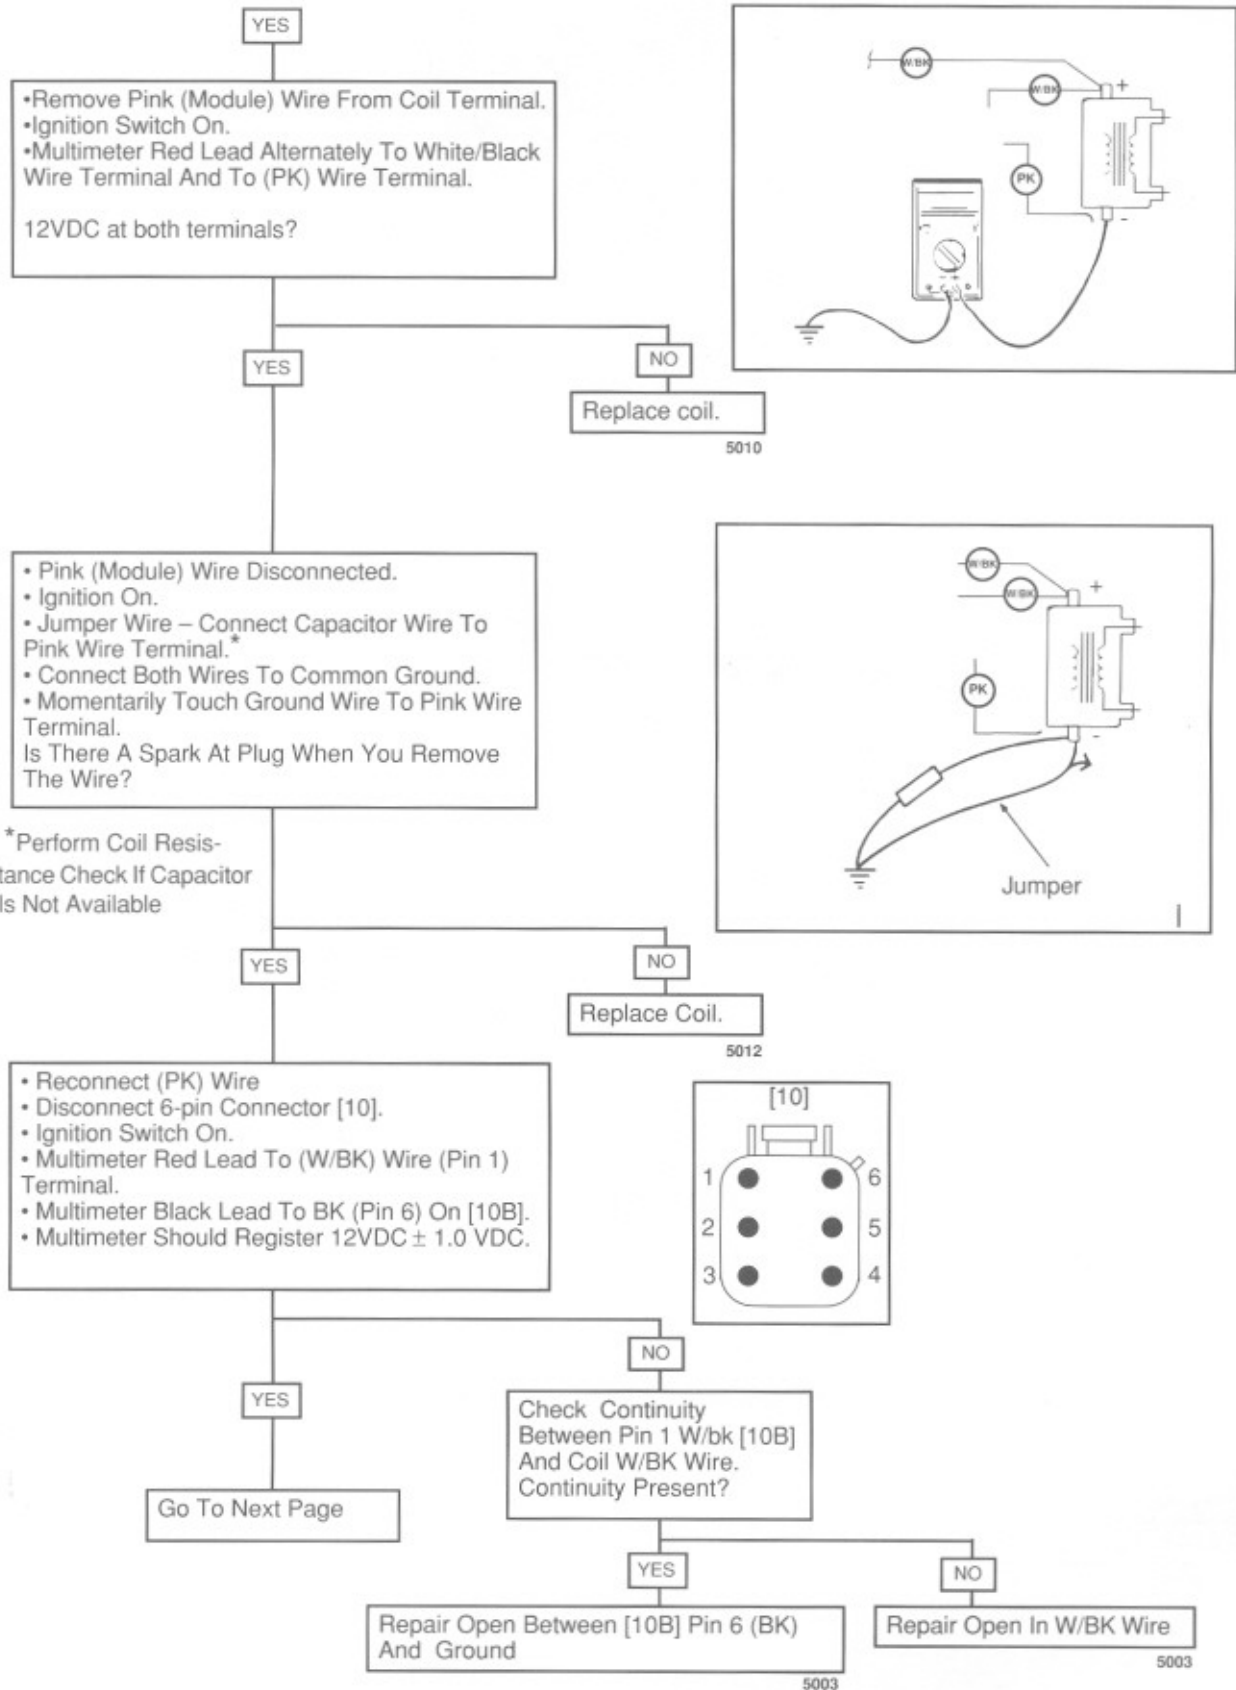 YES
•Remove Pink (Module) Wire From Coil Terminal.
•Ignition Switch On.
•Multimeter Red Lead Alternately To White/Black
Wire Terminal And To (PK) Wire Terminal.
12VDC at both terminals?
W/BK
+
W/BK
PK
-
- +
YES
NO
Replace coil.
5010
• Pink (Module) Wire Disconnected.
• Ignition On.
• Jumper Wire – Connect Capacitor Wire To
Pink Wire Terminal.*
• Connect Both Wires To Common Ground.
• Momentarily Touch Ground Wire To Pink Wire
Terminal.
Is There A Spark At Plug When You Remove
The Wire?
W/BK
+
W/BK
PK
-
Jumper
*Perform Coil Resis-
tance Check If Capacitor
Is Not Available
YES
NO
Replace Coil.
5012
• Reconnect (PK) Wire
• Disconnect 6-pin Connector [10].
• Ignition Switch On.
• Multimeter Red Lead To (W/BK) Wire (Pin 1)
Terminal.
• Multimeter Black Lead To BK (Pin 6) On [10B].
• Multimeter Should Register 12VDC ± 1.0 VDC.
[10]
1 6
2 5
3 4
YES
NO
Go To Next Page
Check Continuity
Between Pin 1 W/bk [10B]
And Coil W/BK Wire.
Continuity Present?
YES
NO
Repair Open Between [10B] Pin 6 (BK)
And Ground
5003
Repair Open In W/BK Wire
5003